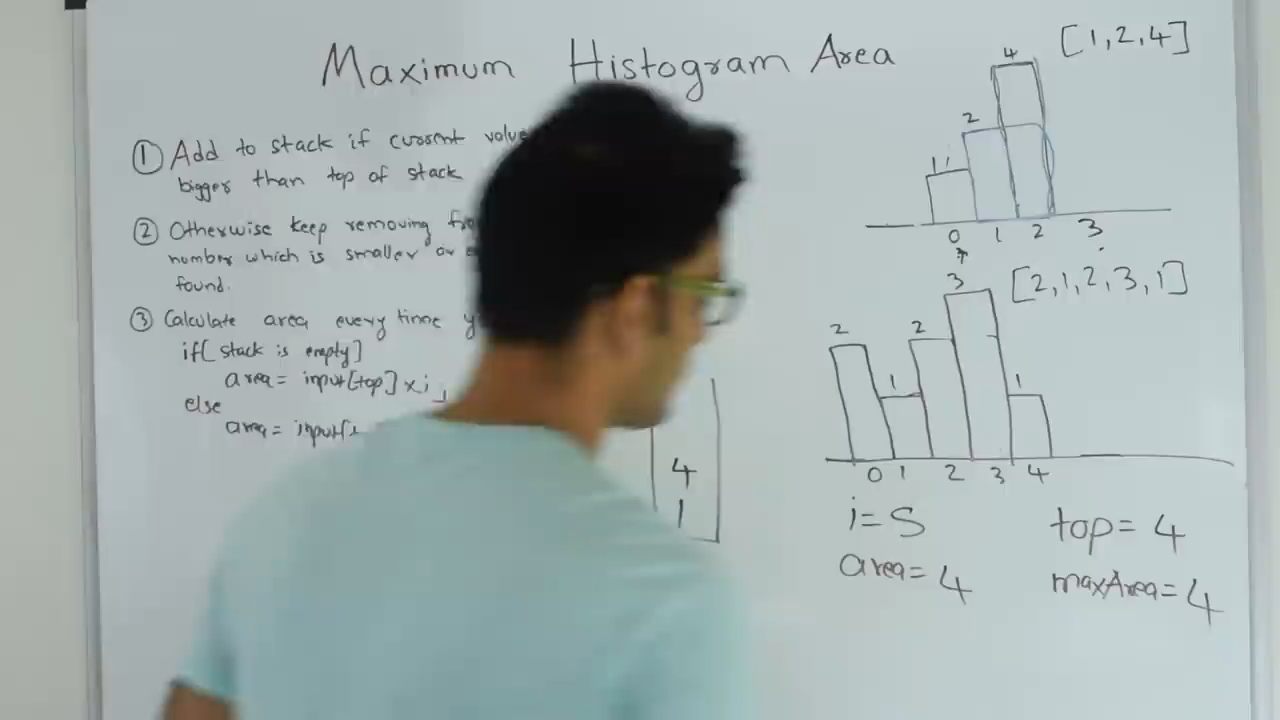 Maximum Histogram Area
① Add to stack if current value
bigger than top of stack
② Otherwise keep removing
number which is smaller or
found.
③ Calculate area every time
if[ stack is empty]
area = input[top] x i
else
area = input[
4
1
[1,2,4]
4
2
1
0 1 2 3
[2,1,2,3,1]
3
2 2
1 1
0 1 2 3 4
i= 5 top= 4
area= 4 maxArea= 4